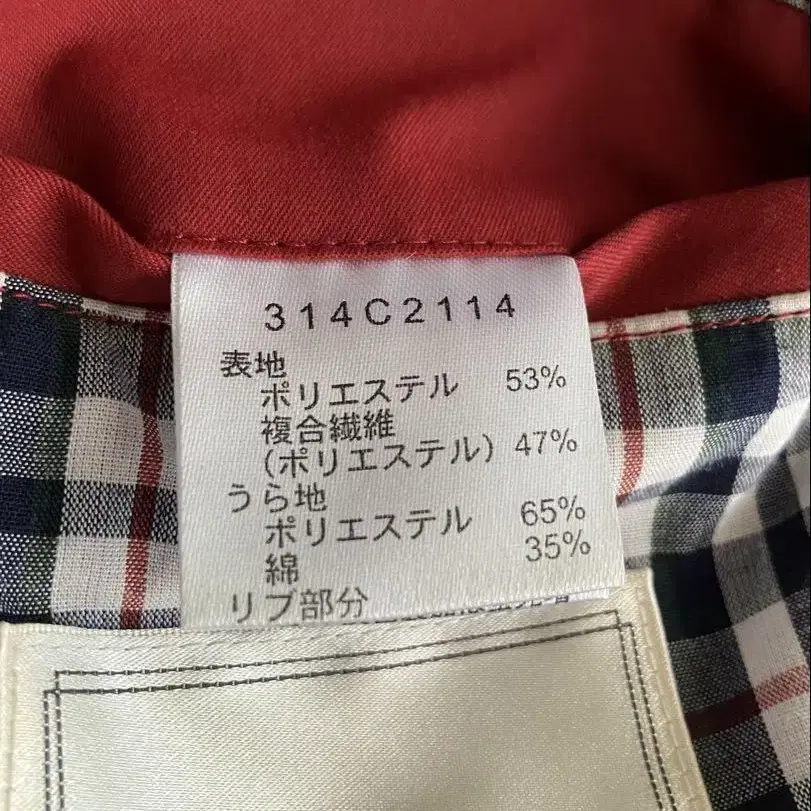 314C2114
表地
ポリエステル 53%
複合繊維
(ポリエステル) 47%
うら地
ポリエステル 65%
綿 35%
リブ部分